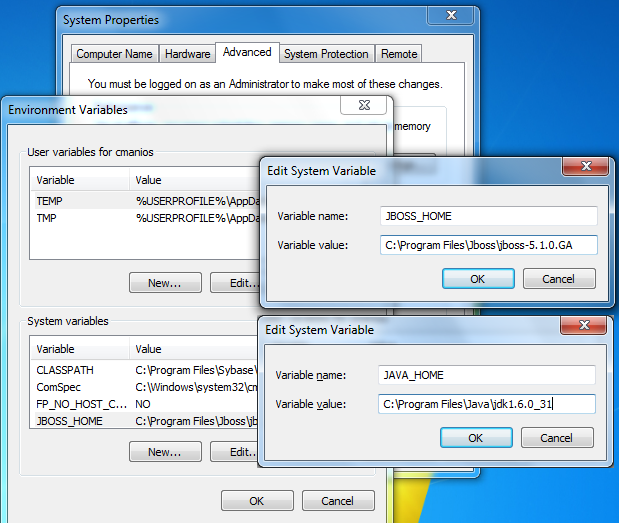 System Properties
Computer Name Hardware Advanced System Protection Remote
You must be logged on as an Administrator to make most of these changes.
memory
Environment Variables
User variables for cmanios
Variable Value
TEMP %USERPROFILE%\AppDa
TMP %USERPROFILE%\AppDa
New... Edit...
System variables
Variable Value
CLASSPATH C:\Program Files\Sybase
ComSpec C:\Windows\system32\cm
FP_NO_HOST_C... NO
JBOSS_HOME C:\Program Files\Jboss\jb
New... Edit..
OK Cancel
Edit System Variable
Variable name: JBOSS_HOME
Variable value: C:\Program Files\Jboss\jboss-5.1.0.GA
OK Cancel
Edit System Variable
Variable name: JAVA_HOME
Variable value: C:\Program Files\Java\jdk1.6.0_31
OK Cancel